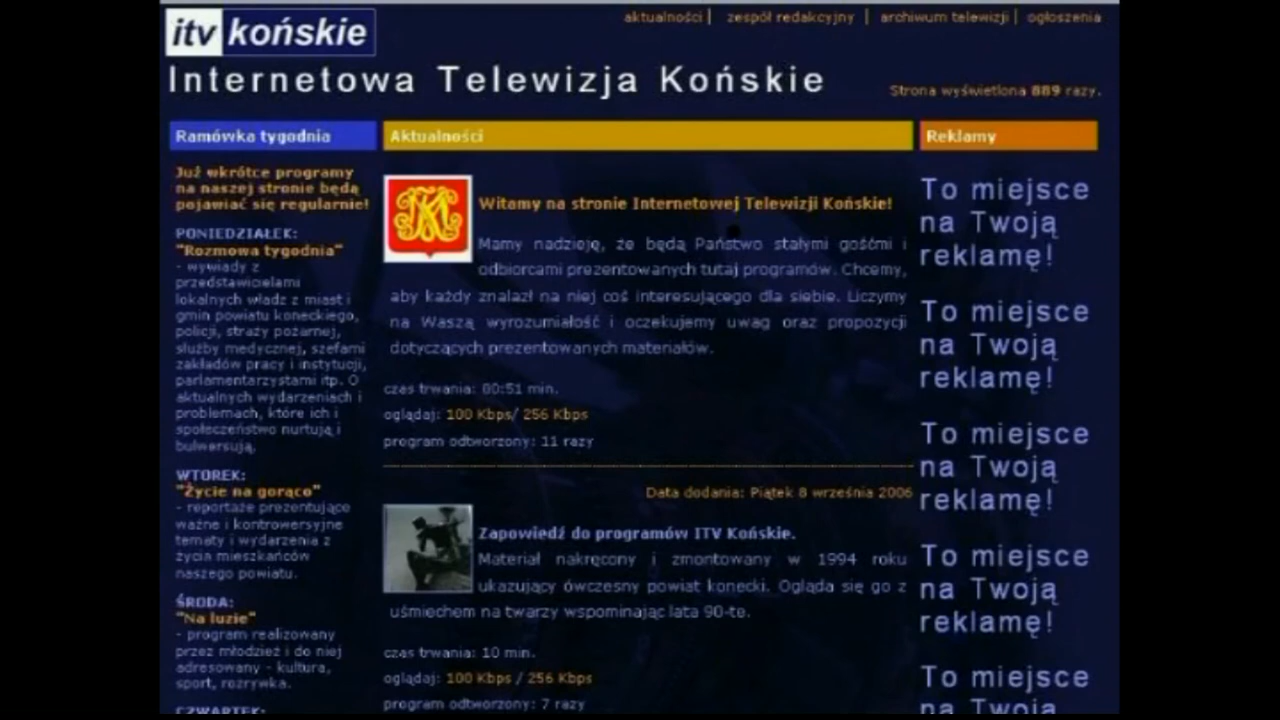 itv końskie
aktualności | zespół redakcyjny | archiwum telewizji | ogłoszenia
Internetowa Telewizja Końskie
Strona wyświetlona 889 razy.
Ramówka tygodnia
Już wkrótce programy
na naszej stronie będą
pojawiać się regularnie!
PONIEDZIAŁEK:
"Rozmowa tygodnia"
- wywiady z
przedstawicielami
lokalnych władz z miast i
gmin powiatu koneckiego,
policji, straży pożarnej,
służby medycznej, szefami
zakładów pracy i instytucji,
parlamentarzystami itp. O
aktualnych wydarzeniach i
problemach, które ich i
społeczeństwo nurtują i
bulwersują.
WTOREK:
"Życie na gorąco"
- reportaże prezentujące
ważne i kontrowersyjne
tematy i wydarzenia z
życia mieszkańców
naszego powiatu.
ŚRODA:
"Na luzie"
- program realizowany
przez młodzież i do niej
adresowany - kultura,
sport, rozrywka.
CZWARTEK:
Aktualności
Witamy na stronie Internetowej Telewizji Końskie!
Mamy nadzieję, że będą Państwo stałymi gośćmi i
odbiorcami prezentowanych tutaj programów. Chcemy,
aby każdy znalazł na niej coś interesującego dla siebie. Liczymy
na Waszą wyrozumiałość i oczekujemy uwag oraz propozycji
dotyczących prezentowanych materiałów.
czas trwania: 00:51 min.
oglądaj: 100 Kbps/ 256 Kbps
program odtworzony: 11 razy
Data dodania: Piątek 8 września 2006
Zapowiedź do programów ITV Końskie.
Materiał nakręcony i zmontowany w 1994 roku
ukazujący ówczesny powiat konecki. Ogląda się go z
uśmiechem na twarzy wspominając lata 90-te.
czas trwania: 10 min.
oglądaj: 100 Kbps / 256 Kbps
program odtworzony: 7 razy
Reklamy
To miejsce
na Twoją
reklamę!
To miejsce
na Twoją
reklamę!
To miejsce
na Twoją
reklamę!
To miejsce
na Twoją
reklamę!
To miejsce
na Twoją